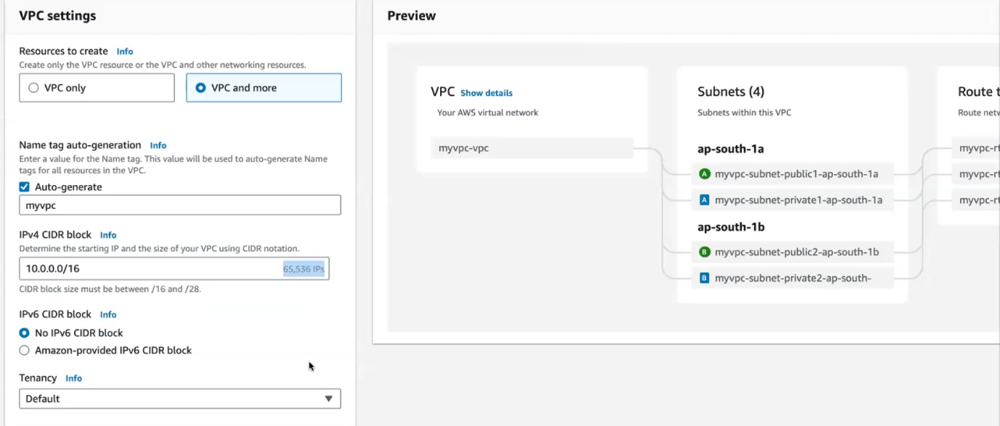 VPC settings
Resources to create Info
Create only the VPC resource or the VPC and other networking resources.
VPC only
VPC and more
Name tag auto-generation Info
Enter a value for the Name tag. This value will be used to auto-generate Name
tags for all resources in the VPC.
Auto-generate
myvpc
IPv4 CIDR block Info
Determine the starting IP and the size of your VPC using CIDR notation.
10.0.0.0/16 65,536 IPs
CIDR block size must be between /16 and /28.
IPv6 CIDR block Info
No IPv6 CIDR block
Amazon-provided IPv6 CIDR block
Tenancy Info
Default
Preview
VPC Show details
Your AWS virtual network
myvpc-vpc
Subnets (4)
Subnets within this VPC
ap-south-1a
A myvpc-subnet-public1-ap-south-1a
A myvpc-subnet-private1-ap-south-1a
ap-south-1b
B myvpc-subnet-public2-ap-south-1b
B myvpc-subnet-private2-ap-south-
Route t
Route netw
myvpc-rt
myvpc-rt
myvpc-rt